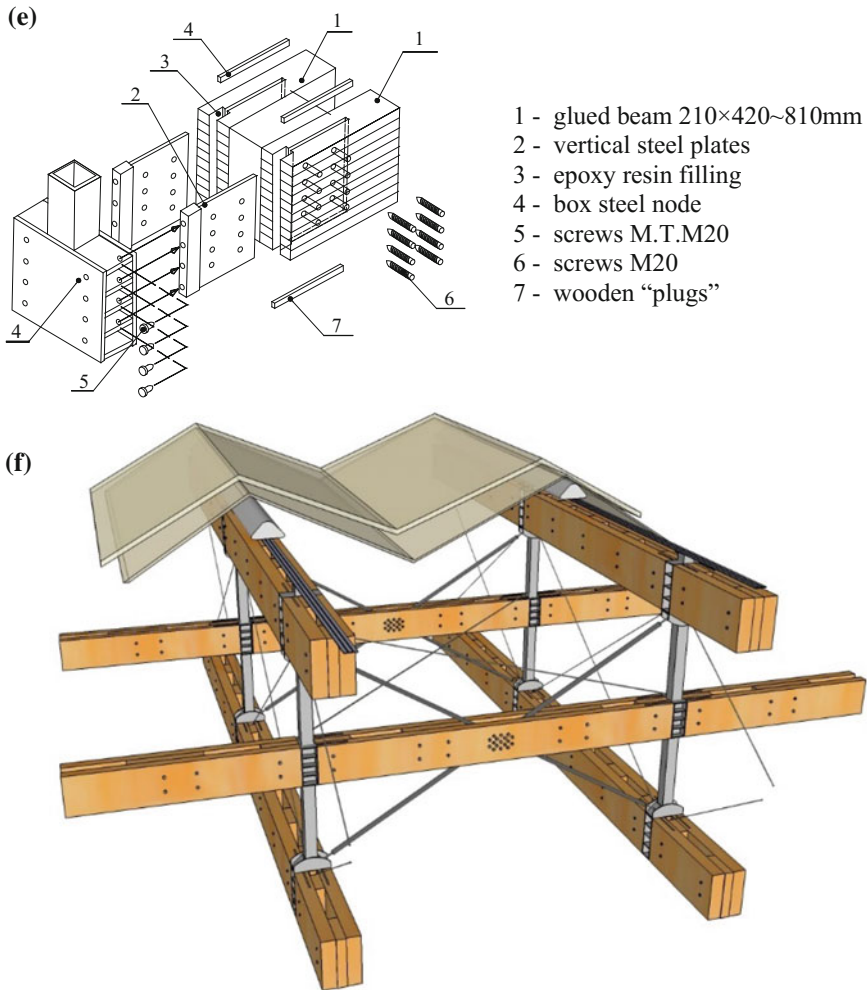 (e)
4
1
1
3
2
4
5
6
7
1 - glued beam 210×420~810mm
2 - vertical steel plates
3 - epoxy resin filling
4 - box steel node
5 - screws M.T.M20
6 - screws M20
7 - wooden “plugs”
(f)